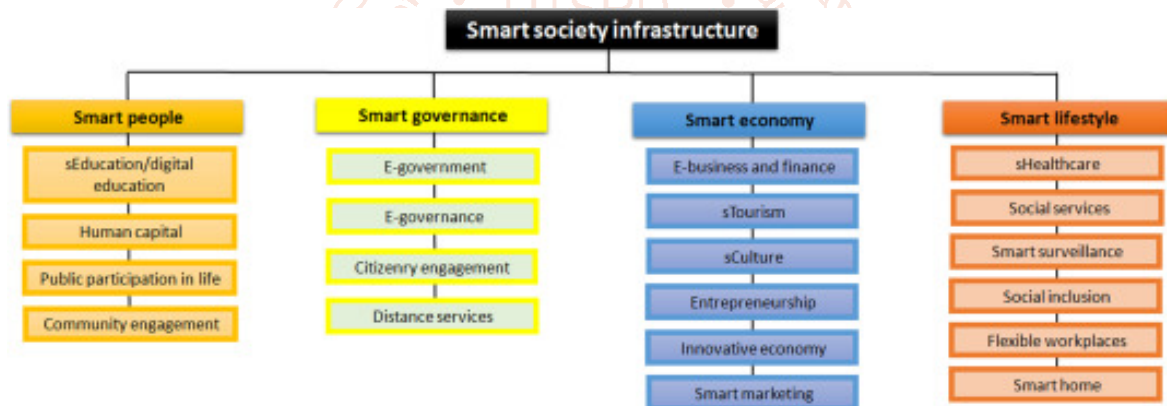 Smart society infrastructure
Smart people
sEducation/digital
education
Human capital
Public participation in life
Community engagement
Smart governance
E-government
E-governance
Citizenry engagement
Distance services
Smart economy
E-business and finance
sTourism
sCulture
Entrepreneurship
Innovative economy
Smart marketing
Smart lifestyle
sHealthcare
Social services
Smart surveillance
Social inclusion
Flexible workplaces
Smart home